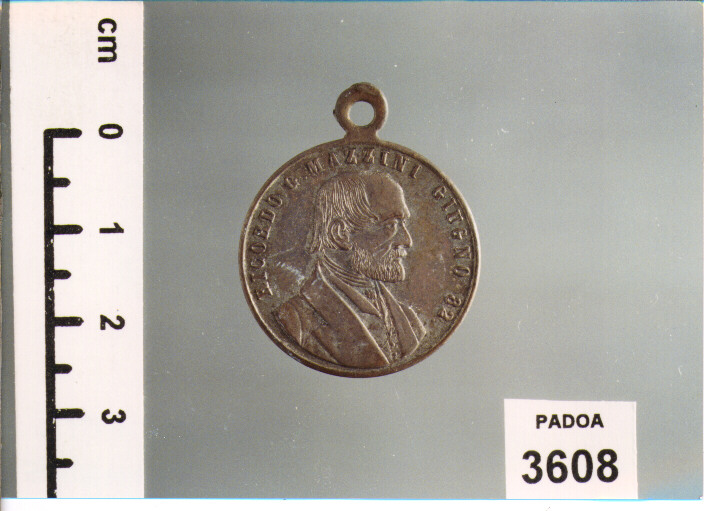 cm
0
1
2
3
RICORDO G. MAZZINI GIUGNO. 82.
PADOA
3608